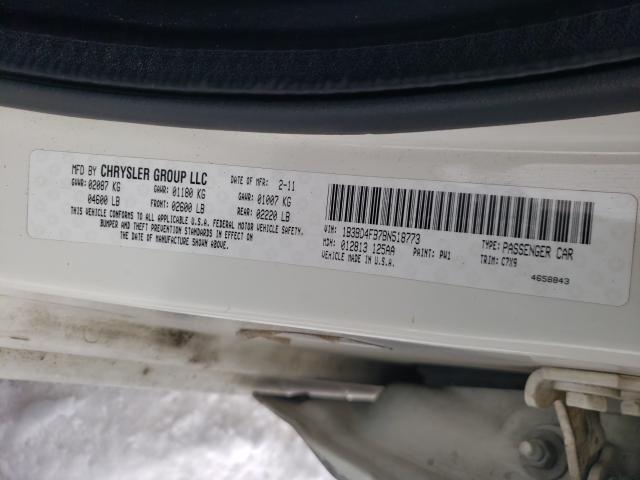 MFD BY CHRYSLER GROUP LLC DATE OF MFR: 2-11
GVWR: 02087 KG GAWR: 01180 KG GAWR: 01007 KG
04600 LB FRONT: 02600 LB REAR: 02220 LB
THIS VEHICLE CONFORMS TO ALL APPLICABLE U.S.A. FEDERAL MOTOR VEHICLE SAFETY,
BUMPER AND THEFT PREVENTION STANDARDS IN EFFECT ON
THE DATE OF MANUFACTURE SHOWN ABOVE.
VIN: 1B3BD4FB79N518773 TYPE: PASSENGER CAR
MDH: 012813 125AA PAINT: PW1 TRIM: C7X9
VEHICLE MADE IN U.S.A. 4658843